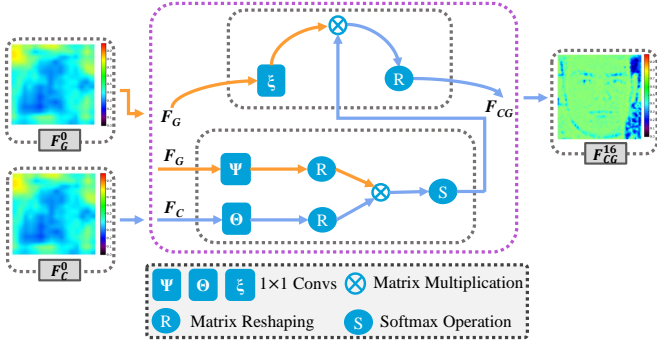 F_G^0
F_C^0
F_G
ξ
R
F_CG
F_G
Ψ
R
F_C
Θ
R
S
F_CG^16
Ψ Θ ξ 1×1 Convs ⊗ Matrix Multiplication
R Matrix Reshaping S Softmax Operation